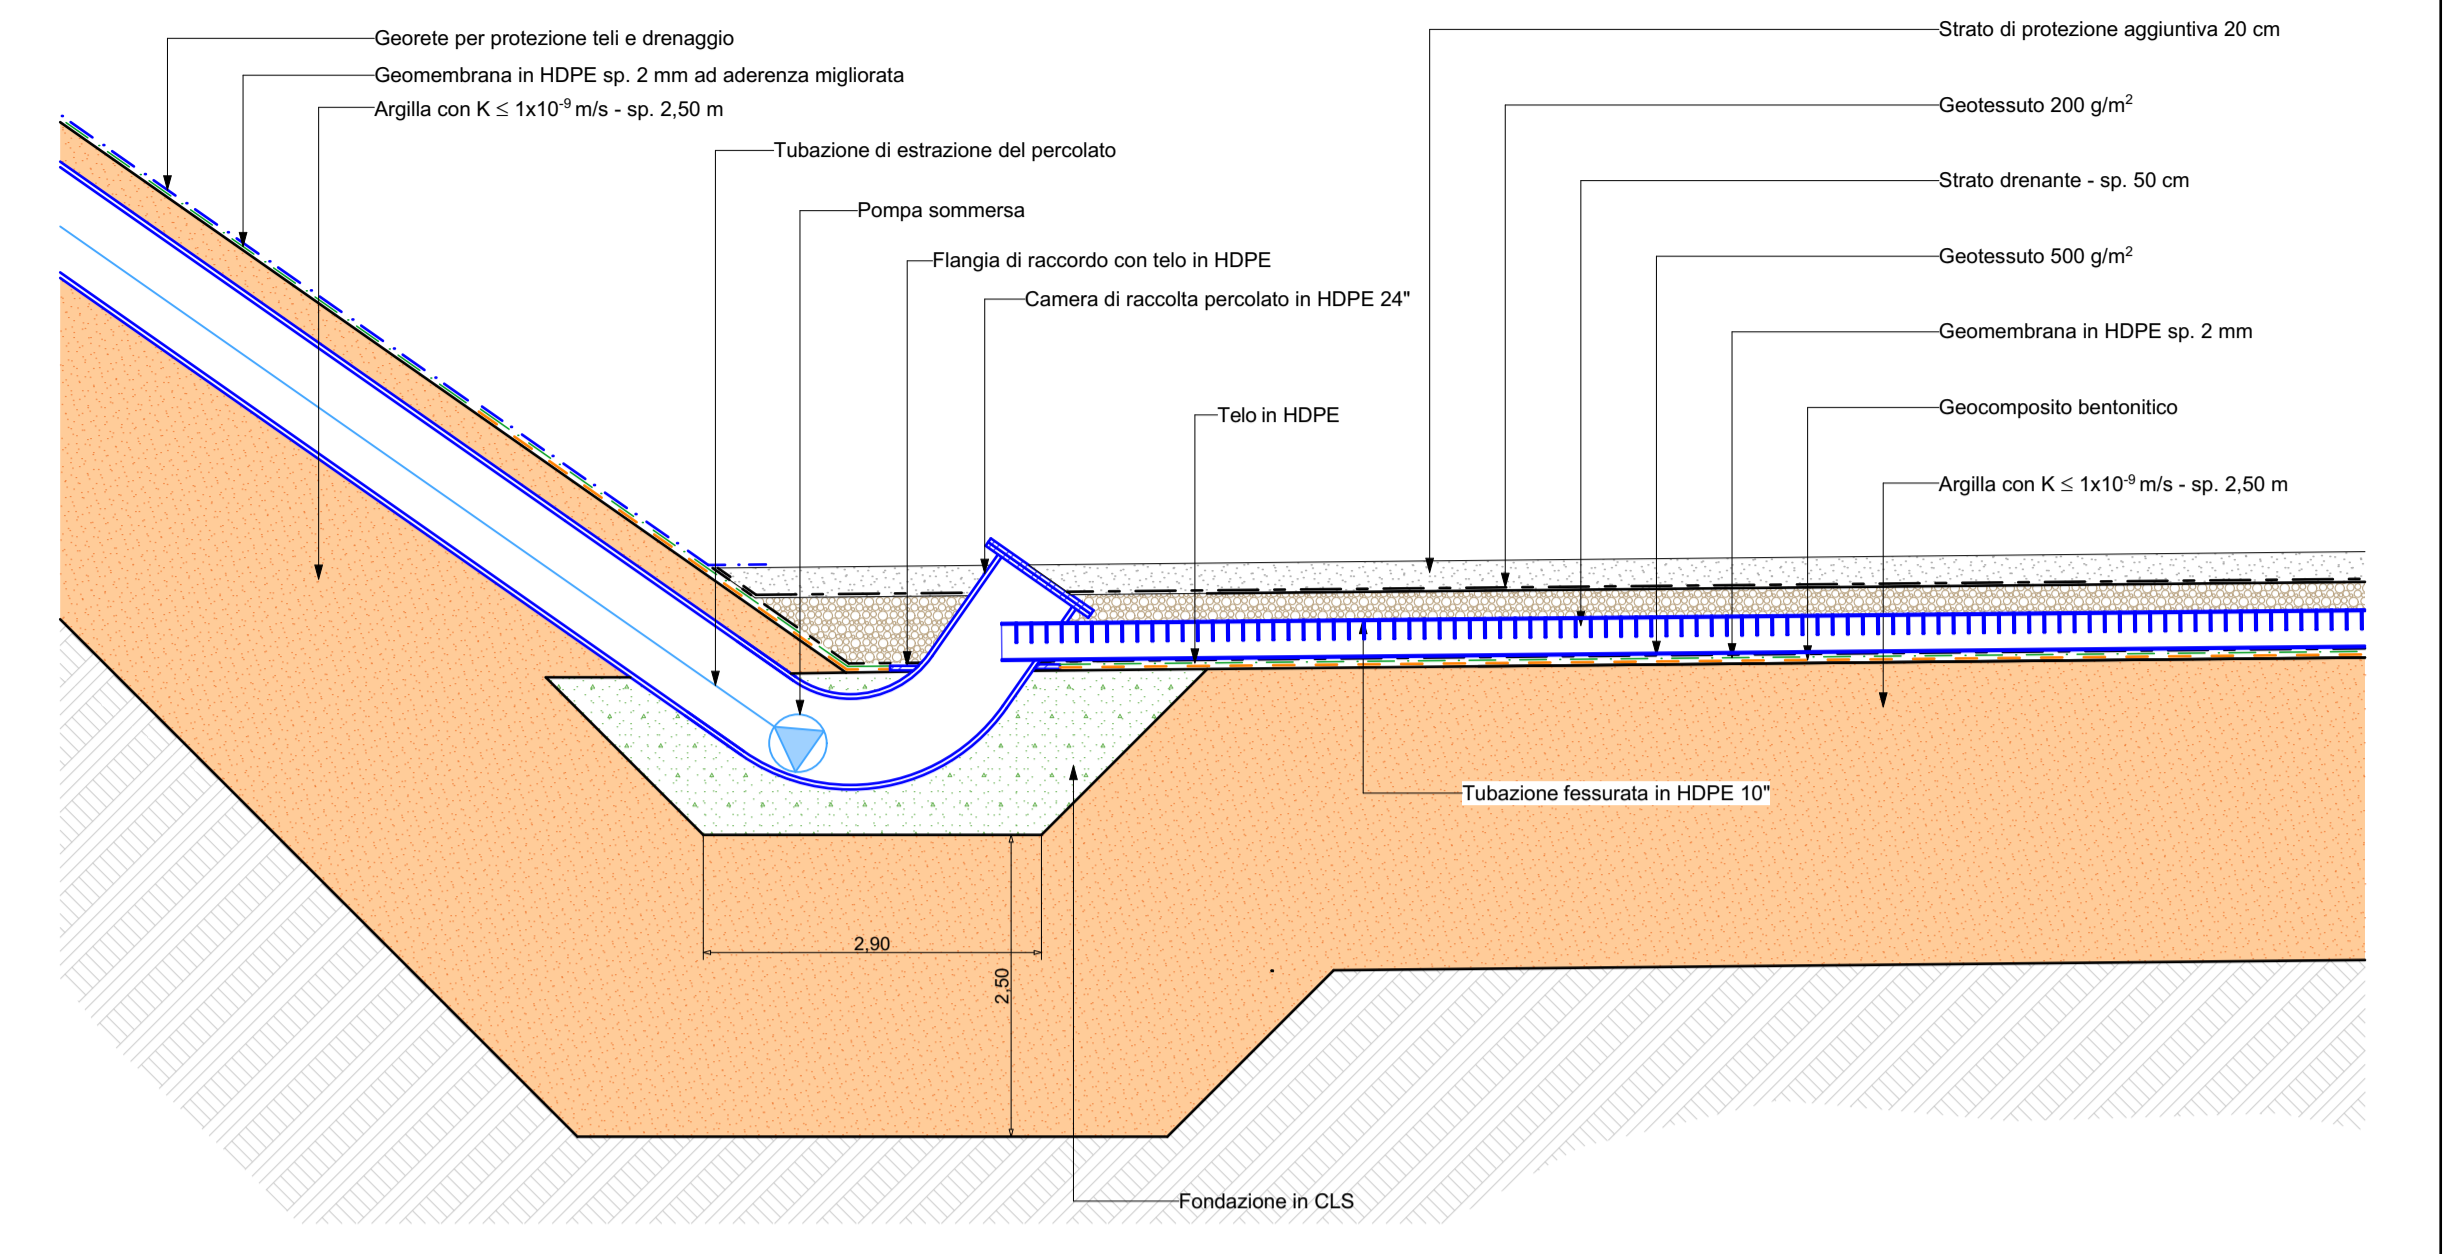 Georete per protezione teli e drenaggio
Geomembrana in HDPE sp. 2 mm ad aderenza migliorata
Argilla con K ≤ 1x10⁻⁹ m/s - sp. 2,50 m
Tubazione di estrazione del percolato
Pompa sommersa
Flangia di raccordo con telo in HDPE
Camera di raccolta percolato in HDPE 24"
Telo in HDPE
Strato di protezione aggiuntiva 20 cm
Geotessuto 200 g/m²
Strato drenante - sp. 50 cm
Geotessuto 500 g/m²
Geomembrana in HDPE sp. 2 mm
Geocomposito bentonitico
Argilla con K ≤ 1x10⁻⁹ m/s - sp. 2,50 m
Tubazione fessurata in HDPE 10"
2,90
2,50
Fondazione in CLS